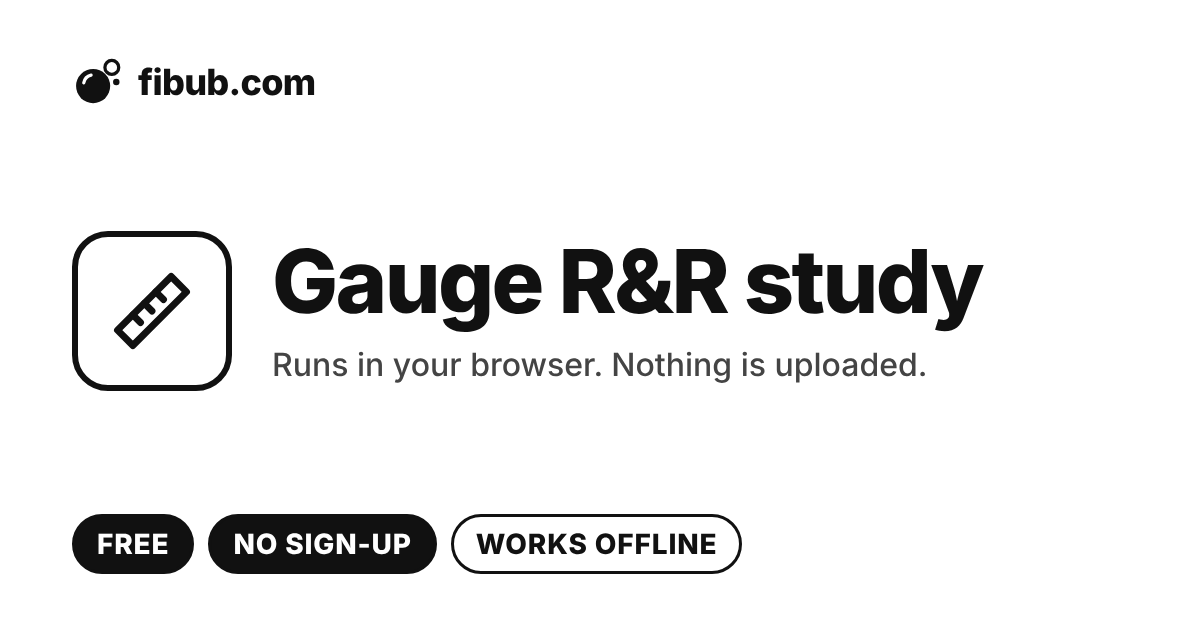 fibub.com
Gauge R&R study
Runs in your browser. Nothing is uploaded.
FREE
NO SIGN-UP
WORKS OFFLINE